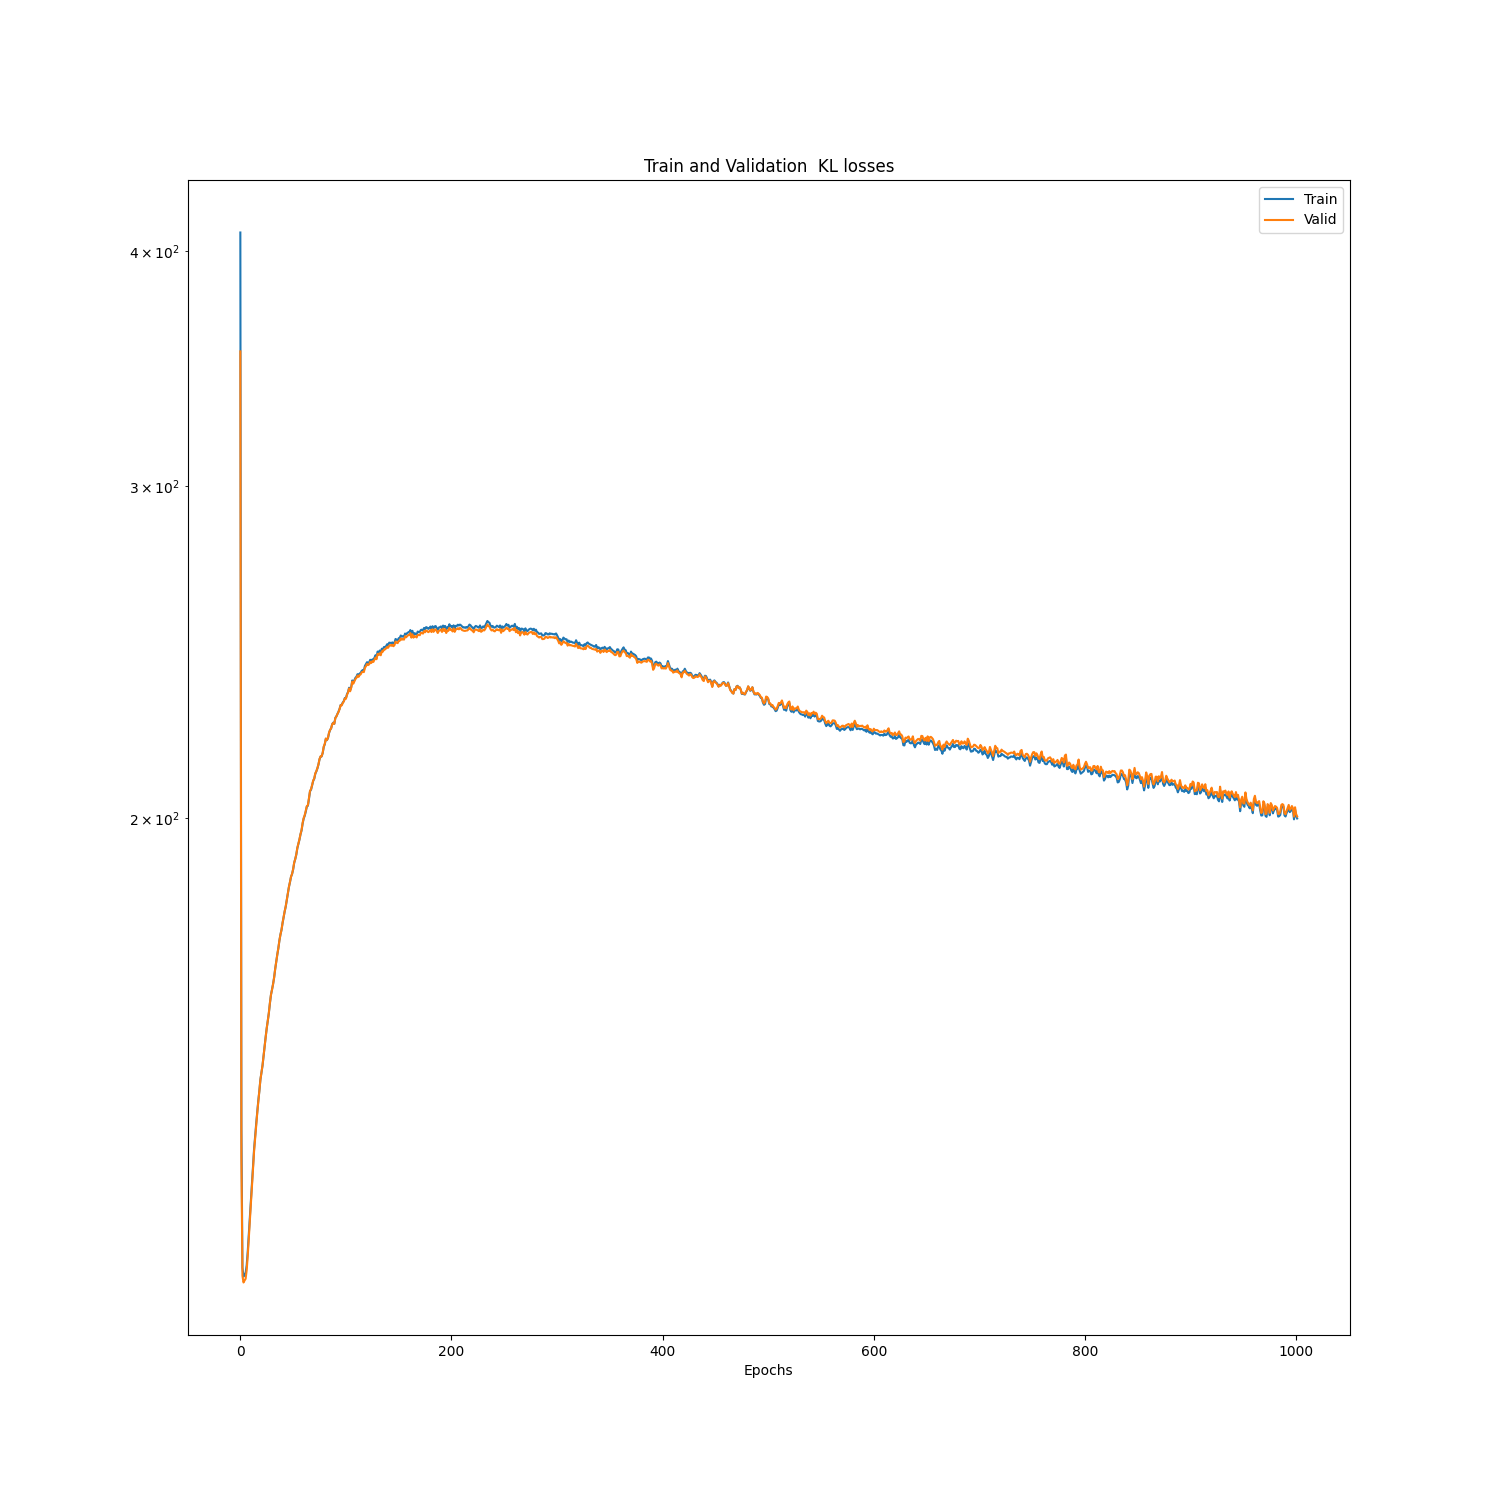 Train and Validation  KL losses
Train
Valid
4 × 10²
3 × 10²
2 × 10²
0 200 400 600 800 1000
Epochs